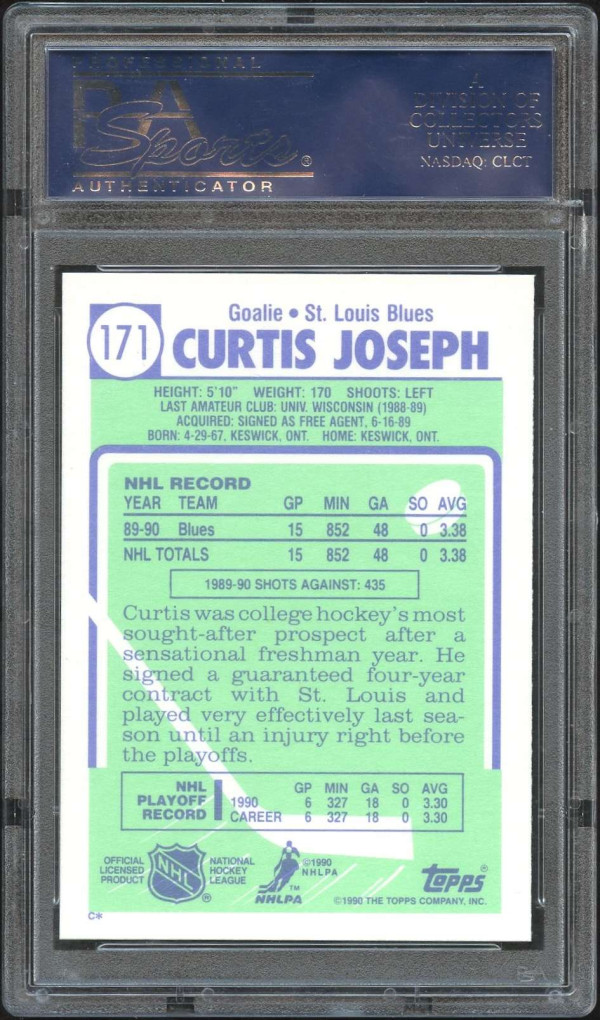 PROFESSIONAL
PSA
Sports®
AUTHENTICATOR
A
DIVISION OF
COLLECTORS
UNIVERSE
NASDAQ: CLCT
171
Goalie • St. Louis Blues
CURTIS JOSEPH
HEIGHT: 5'10" WEIGHT: 170 SHOOTS: LEFT
LAST AMATEUR CLUB: UNIV. WISCONSIN (1988-89)
ACQUIRED: SIGNED AS FREE AGENT, 6-16-89
BORN: 4-29-67, KESWICK, ONT. HOME: KESWICK, ONT.
NHL RECORD
YEAR TEAM GP MIN GA SO AVG
89-90 Blues 15 852 48 0 3.38
NHL TOTALS 15 852 48 0 3.38
1989-90 SHOTS AGAINST: 435
Curtis was college hockey's most
sought-after prospect after a
sensational freshman year. He
signed a guaranteed four-year
contract with St. Louis and
played very effectively last sea-
son until an injury right before
the playoffs.
NHL PLAYOFF RECORD
GP MIN GA SO AVG
1990 6 327 18 0 3.30
CAREER 6 327 18 0 3.30
OFFICIAL
LICENSED
PRODUCT
NHL
®
NATIONAL
HOCKEY
LEAGUE
©1990
NHLPA
TM
NHLPA
TOPPS®
©1990 THE TOPPS COMPANY, INC.
C*
PSA